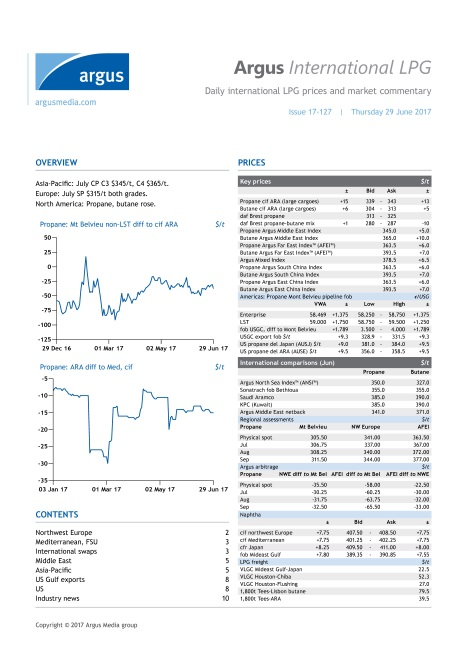 argus
argusmedia.com
Argus International LPG
Daily international LPG prices and market commentary
Issue 17-127 | Thursday 29 June 2017
OVERVIEW
Asia-Pacific: July CP C3 $345/t, C4 $365/t.
Europe: July SP $315/t both grades.
North America: Propane, butane rose.
Propane: Mt Belvieu non-LST diff to cif ARA $/t
50
25
0
-25
-50
-75
-100
-125
29 Dec 16 01 Mar 17 02 May 17 29 Jun 17
Propane: ARA diff to Med, cif $/t
-5
-10
-15
-20
-25
-30
-35
03 Jan 17 01 Mar 17 02 May 17 29 Jun 17
CONTENTS
Northwest Europe 2
Mediterranean, FSU 3
International swaps 3
Middle East 5
Asia-Pacific 5
US Gulf exports 8
US 8
Industry news 10
PRICES
Key prices $/t
± Bid Ask ±
Propane cif ARA (large cargoes) +15 339 - 343 +13
Butane cif ARA (large cargoes) +6 304 - 313 +5
daf Brest propane 313 - 325
daf Brest propane-butane mix +1 280 - 287 -10
Propane Argus Middle East Index 345.0 +5.0
Butane Argus Middle East Index 365.0 +10.0
Propane Argus Far East Index™ (AFEI™) 363.5 +6.0
Butane Argus Far East Index™ (AFEI™) 393.5 +7.0
Argus Mixed Index 378.5 +6.5
Propane Argus South China Index 363.5 +6.0
Butane Argus South China Index 393.5 +7.0
Propane Argus East China Index 363.5 +6.0
Butane Argus East China Index 393.5 +7.0
Americas: Propane Mont Belvieu pipeline fob ¢/USG
VWA ± Low High ±
Enterprise 58.469 +1.375 58.250 - 58.750 +1.375
LST 59.000 +1.750 58.750 - 59.500 +1.250
fob USGC, diff to Mont Belvieu +1.789 3.500 - 4.000 +1.789
USGC export fob $/t +9.3 328.9 - 331.5 +9.3
US propane del Japan (AUSJ) $/t +9.0 381.0 - 384.0 +9.5
US propane del ARA (AUSE) $/t +9.5 356.0 - 358.5 +9.5
International comparisons (Jun) $/t
Propane Butane
Argus North Sea Index™ (ANSI™) 350.0 327.0
Sonatrach fob Bethioua 355.0 355.0
Saudi Aramco 385.0 390.0
KPC (Kuwait) 385.0 390.0
Argus Middle East netback 341.0 371.0
Regional assessments $/t
Propane Mt Belvieu NW Europe AFEI
Physical spot 305.50 341.00 363.50
Jul 306.75 337.00 367.00
Aug 308.25 340.00 372.00
Sep 311.50 344.00 377.00
Argus arbitrage $/t
Propane NWE diff to Mt Bel AFEI diff to Mt Bel AFEI diff to NWE
Physical spot -35.50 -58.00 -22.50
Jul -30.25 -60.25 -30.00
Aug -31.75 -63.75 -32.00
Sep -32.50 -65.50 -33.00
Naphtha $/t
± Bid Ask ±
cif northwest Europe +7.75 407.50 - 408.50 +7.75
cif Mediterranean +7.75 401.25 - 402.25 +7.75
cfr Japan +8.25 409.50 - 411.00 +8.00
fob Mideast Gulf +7.80 389.35 - 390.85 +7.55
LPG freight $/t
VLGC Mideast Gulf-Japan 22.5
VLGC Houston-Chiba 52.3
VLGC Houston-Flushing 27.0
1,800t Tees-Lisbon butane 79.5
1,800t Tees-ARA 39.5
Copyright © 2017 Argus Media group